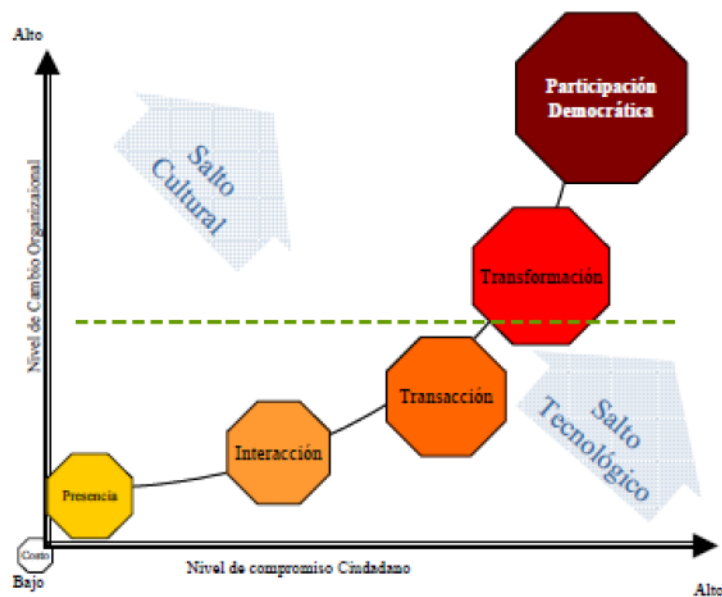 Alto
Participación
Democrática
Salto
Cultural
Nivel de Cambio Organizaional
Transformación
Transacción
Salto
Tecnológico
Interacción
Presencia
Costo
Bajo
Nivel de compromiso Ciudadano
Alto